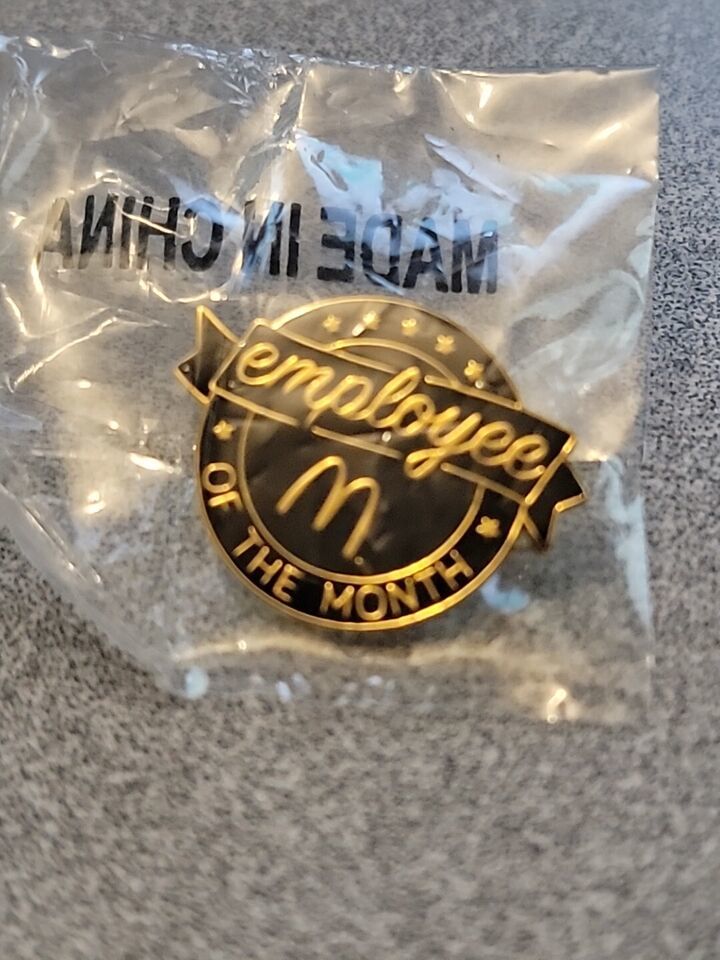 MADE IN CHINA
employee
M
OF THE MONTH